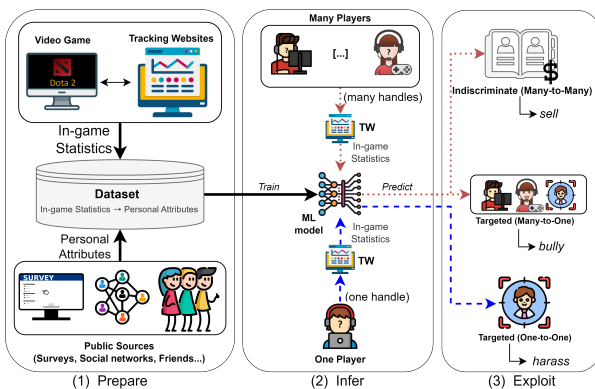 Video Game
Tracking Websites
Dota 2
In-game
Statistics
Dataset
In-game Statistics → Personal Attributes
Personal
Attributes
SURVEY
Public Sources
(Surveys, Social networks, Friends...)
(1) Prepare
Many Players
[...]
?
?
(many handles)
TW
In-game
Statistics
Train
ML
model
Predict
In-game
Statistics
TW
(one handle)
?
One Player
(2) Infer
$
Indiscriminate (Many-to-Many)
sell
Targeted (Many-to-One)
bully
Targeted (One-to-One)
harass
(3) Exploit